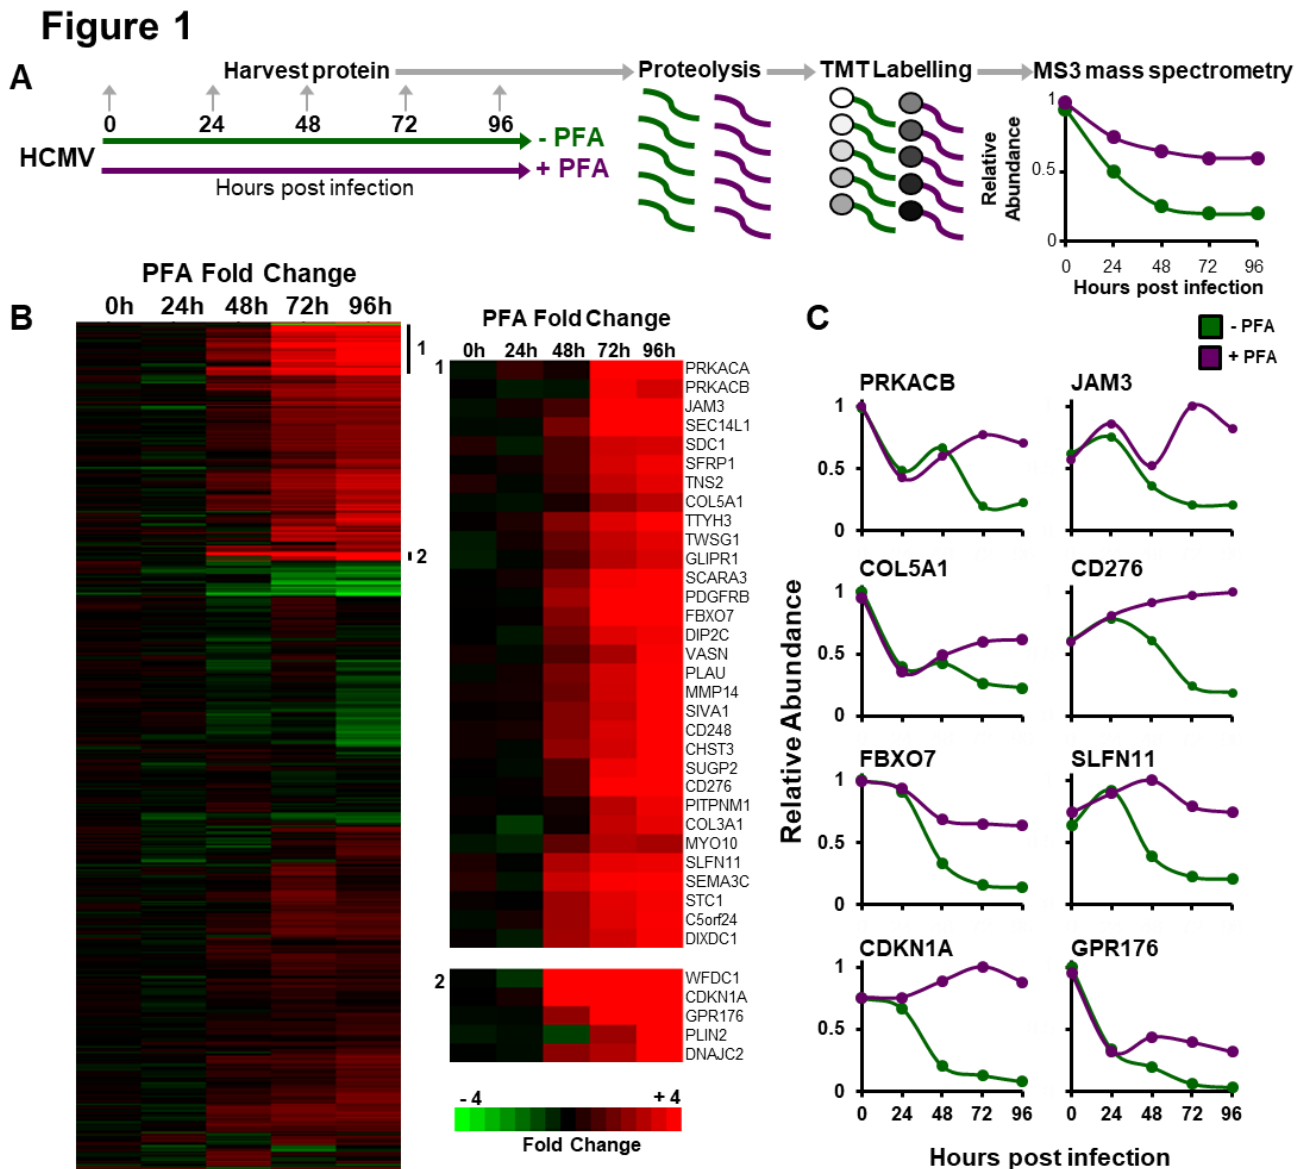 Figure 1
A
Harvest protein
Proteolysis
TMT Labelling
MS3 mass spectrometry
0 24 48 72 96
HCMV
- PFA
+ PFA
Hours post infection
Relative
Abundance
1
0.5
0
0 24 48 72 96
Hours post infection
B
PFA Fold Change
0h 24h 48h 72h 96h
1
2
PFA Fold Change
0h 24h 48h 72h 96h
1
PRKACA
PRKACB
JAM3
SEC14L1
SDC1
SFRP1
TNS2
COL5A1
TTYH3
TWSG1
GLIPR1
SCARA3
PDGFRB
FBXO7
DIP2C
VASN
PLAU
MMP14
SIVA1
CD248
CHST3
SUGP2
CD276
PITPNM1
COL3A1
MYO10
SLFN11
SEMA3C
STC1
C5orf24
DIXDC1
2
WFDC1
CDKN1A
GPR176
PLIN2
DNAJC2
- 4
+ 4
Fold Change
C
- PFA
+ PFA
Relative Abundance
PRKACB
1
0.5
0
JAM3
COL5A1
1
0.5
0
CD276
FBXO7
1
0.5
0
SLFN11
CDKN1A
1
0.5
0
0 24 48 72 96
GPR176
0 24 48 72 96
Hours post infection